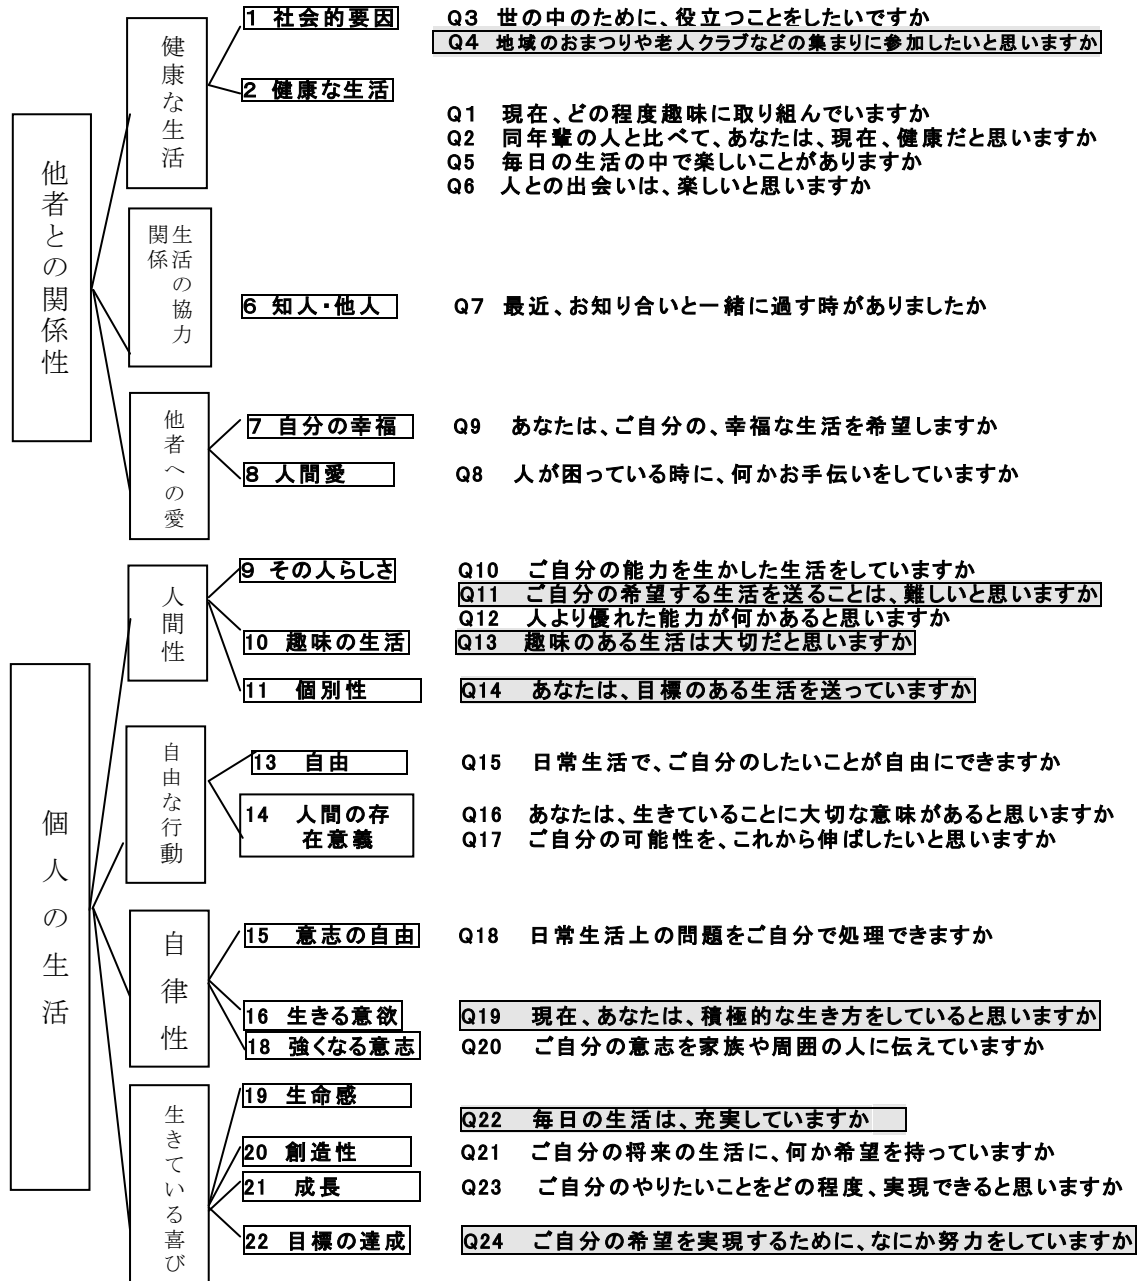 他者との関係性
健康な生活
1 社会的要因
Q3 世の中のために、役立つことをしたいですか
Q4 地域のおまつりや老人クラブなどの集まりに参加したいと思いますか
2 健康な生活
Q1 現在、どの程度趣味に取り組んでいますか
Q2 同年輩の人と比べて、あなたは、現在、健康だと思いますか
Q5 毎日の生活の中で楽しいことがありますか
Q6 人との出会いは、楽しいと思いますか
生活の協力
関係
6 知人・他人
Q7 最近、お知り合いと一緒に過す時がありましたか
他者への愛
7 自分の幸福
Q9 あなたは、ご自分の、幸福な生活を希望しますか
8 人間愛
Q8 人が困っている時に、何かお手伝いをしていますか
個人の生活
人間性
9 その人らしさ
Q10 ご自分の能力を生かした生活をしていますか
Q11 ご自分の希望する生活を送ることは、難しいと思いますか
Q12 人より優れた能力が何かあると思いますか
10 趣味の生活
Q13 趣味のある生活は大切だと思いますか
11 個別性
Q14 あなたは、目標のある生活を送っていますか
自由な行動
13 自由
Q15 日常生活で、ご自分のしたいことが自由にできますか
14 人間の存
在意義
Q16 あなたは、生きていることに大切な意味があると思いますか
Q17 ご自分の可能性を、これから伸ばしたいと思いますか
自律性
15 意志の自由
Q18 日常生活上の問題をご自分で処理できますか
16 生きる意欲
Q19 現在、あなたは、積極的な生き方をしていると思いますか
18 強くなる意志
Q20 ご自分の意志を家族や周囲の人に伝えていますか
生きている喜び
19 生命感
Q22 毎日の生活は、充実していますか
20 創造性
Q21 ご自分の将来の生活に、何か希望を持っていますか
21 成長
Q23 ご自分のやりたいことをどの程度、実現できると思いますか
22 目標の達成
Q24 ご自分の希望を実現するために、なにか努力をしていますか